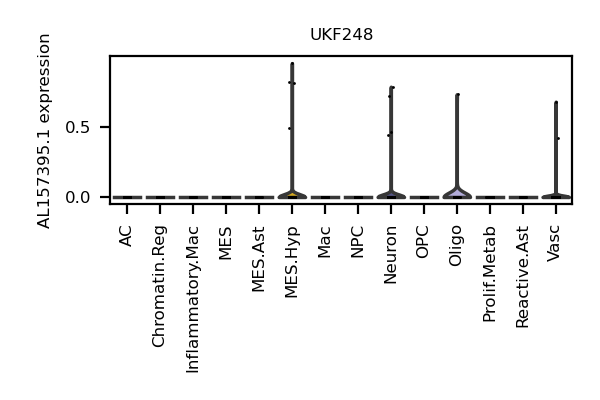 UKF248
AL157395.1 expression
0.5
0.0
AC
Chromatin.Reg
Inflammatory.Mac
MES
MES.Ast
MES.Hyp
Mac
NPC
Neuron
OPC
Oligo
Prolif.Metab
Reactive.Ast
Vasc